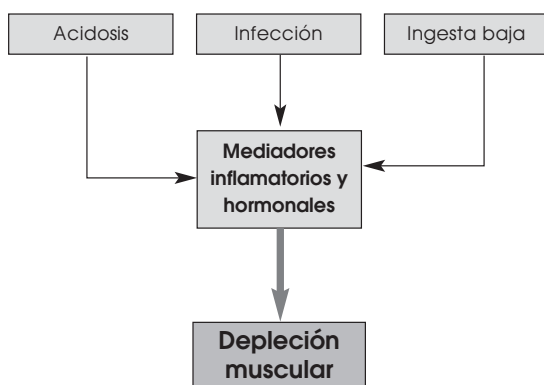 Acidosis
Infección
Ingesta baja
Mediadores
inflamatorios y
hormonales
Depleción
muscular